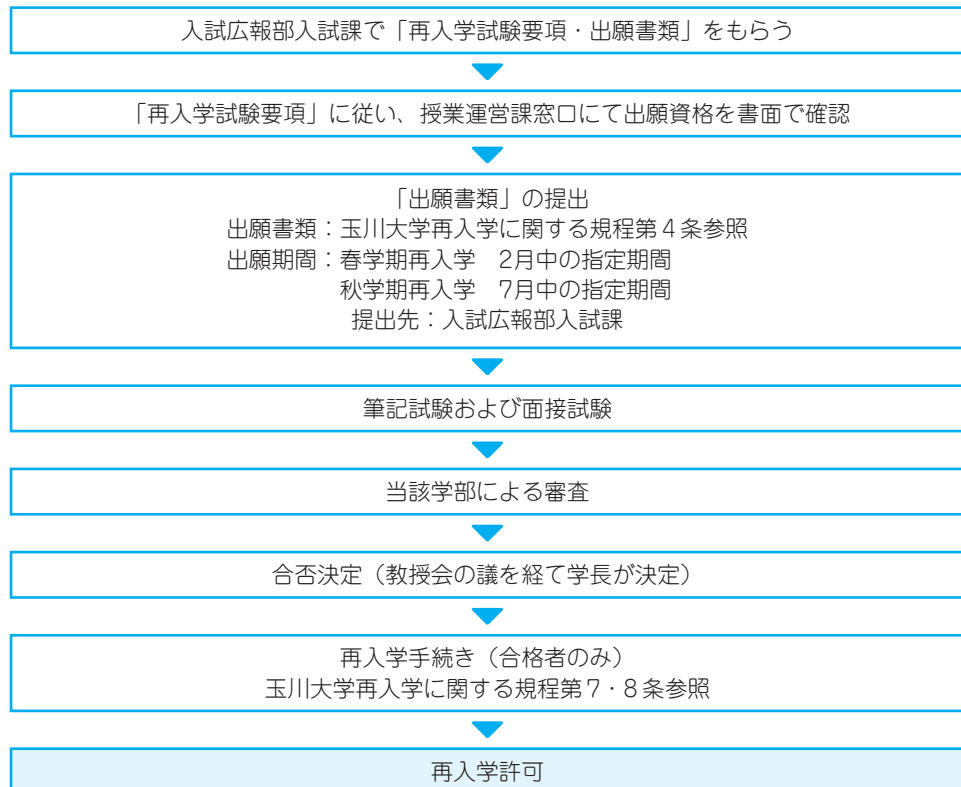 入試広報部入試課で「再入学試験要項・出願書類」をもらう
「再入学試験要項」に従い、授業運営課窓口にて出願資格を書面で確認
「出願書類」の提出
出願書類：玉川大学再入学に関する規程第４条参照
出願期間：春学期再入学　2月中の指定期間
秋学期再入学　7月中の指定期間
提出先：入試広報部入試課
筆記試験および面接試験
当該学部による審査
合否決定（教授会の議を経て学長が決定）
再入学手続き（合格者のみ）
玉川大学再入学に関する規程第７・８条参照
再入学許可